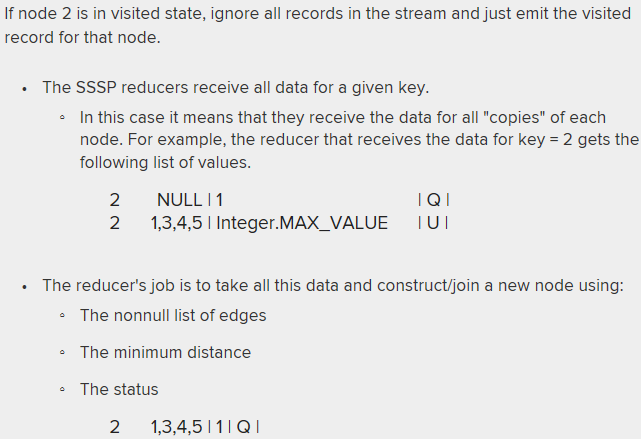 If node 2 is in visited state, ignore all records in the stream and just emit the visited
record for that node.
• The SSSP reducers receive all data for a given key.
◦ In this case it means that they receive the data for all "copies" of each
node. For example, the reducer that receives the data for key = 2 gets the
following list of values.
2 NULL | 1 | Q |
2 1,3,4,5 | Integer.MAX_VALUE | U |
• The reducer's job is to take all this data and construct/join a new node using:
◦ The nonnull list of edges
◦ The minimum distance
◦ The status
2 1,3,4,5 | 1 | Q |